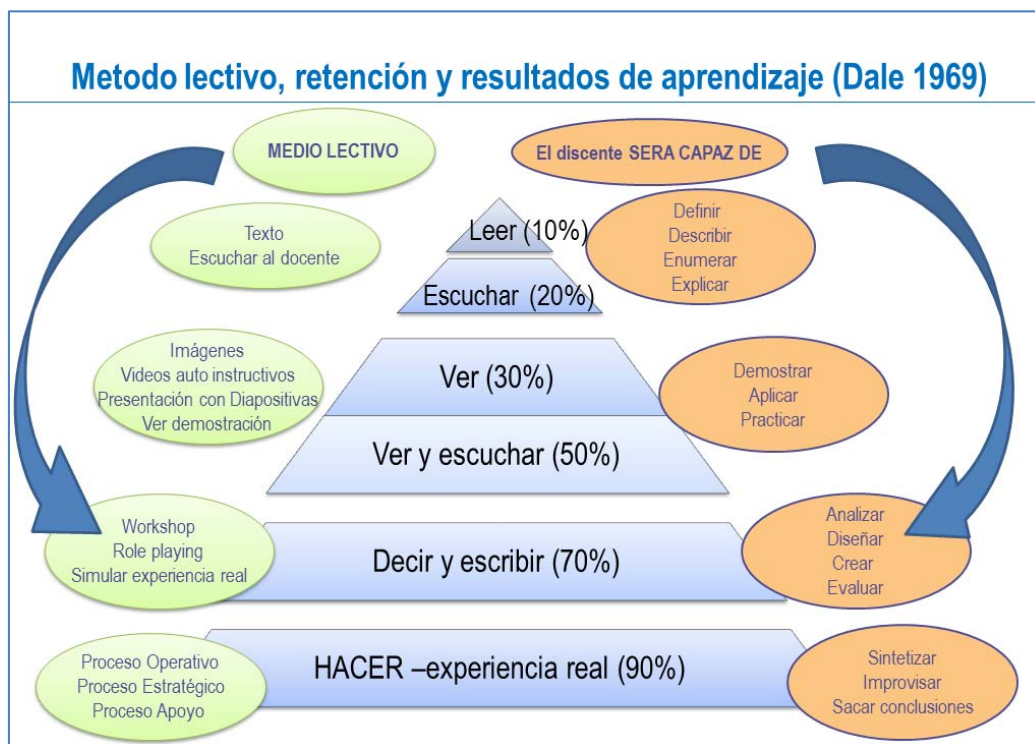 Metodo lectivo, retención y resultados de aprendizaje (Dale 1969)
MEDIO LECTIVO
El discente SERA CAPAZ DE
Texto
Escuchar al docente
Leer (10%)
Escuchar (20%)
Definir
Describir
Enumerar
Explicar
Imágenes
Videos auto instructivos
Presentación con Diapositivas
Ver demostración
Ver (30%)
Ver y escuchar (50%)
Demostrar
Aplicar
Practicar
Workshop
Role playing
Simular experiencia real
Decir y escribir (70%)
Analizar
Diseñar
Crear
Evaluar
Proceso Operativo
Proceso Estratégico
Proceso Apoyo
HACER –experiencia real (90%)
Sintetizar
Improvisar
Sacar conclusiones